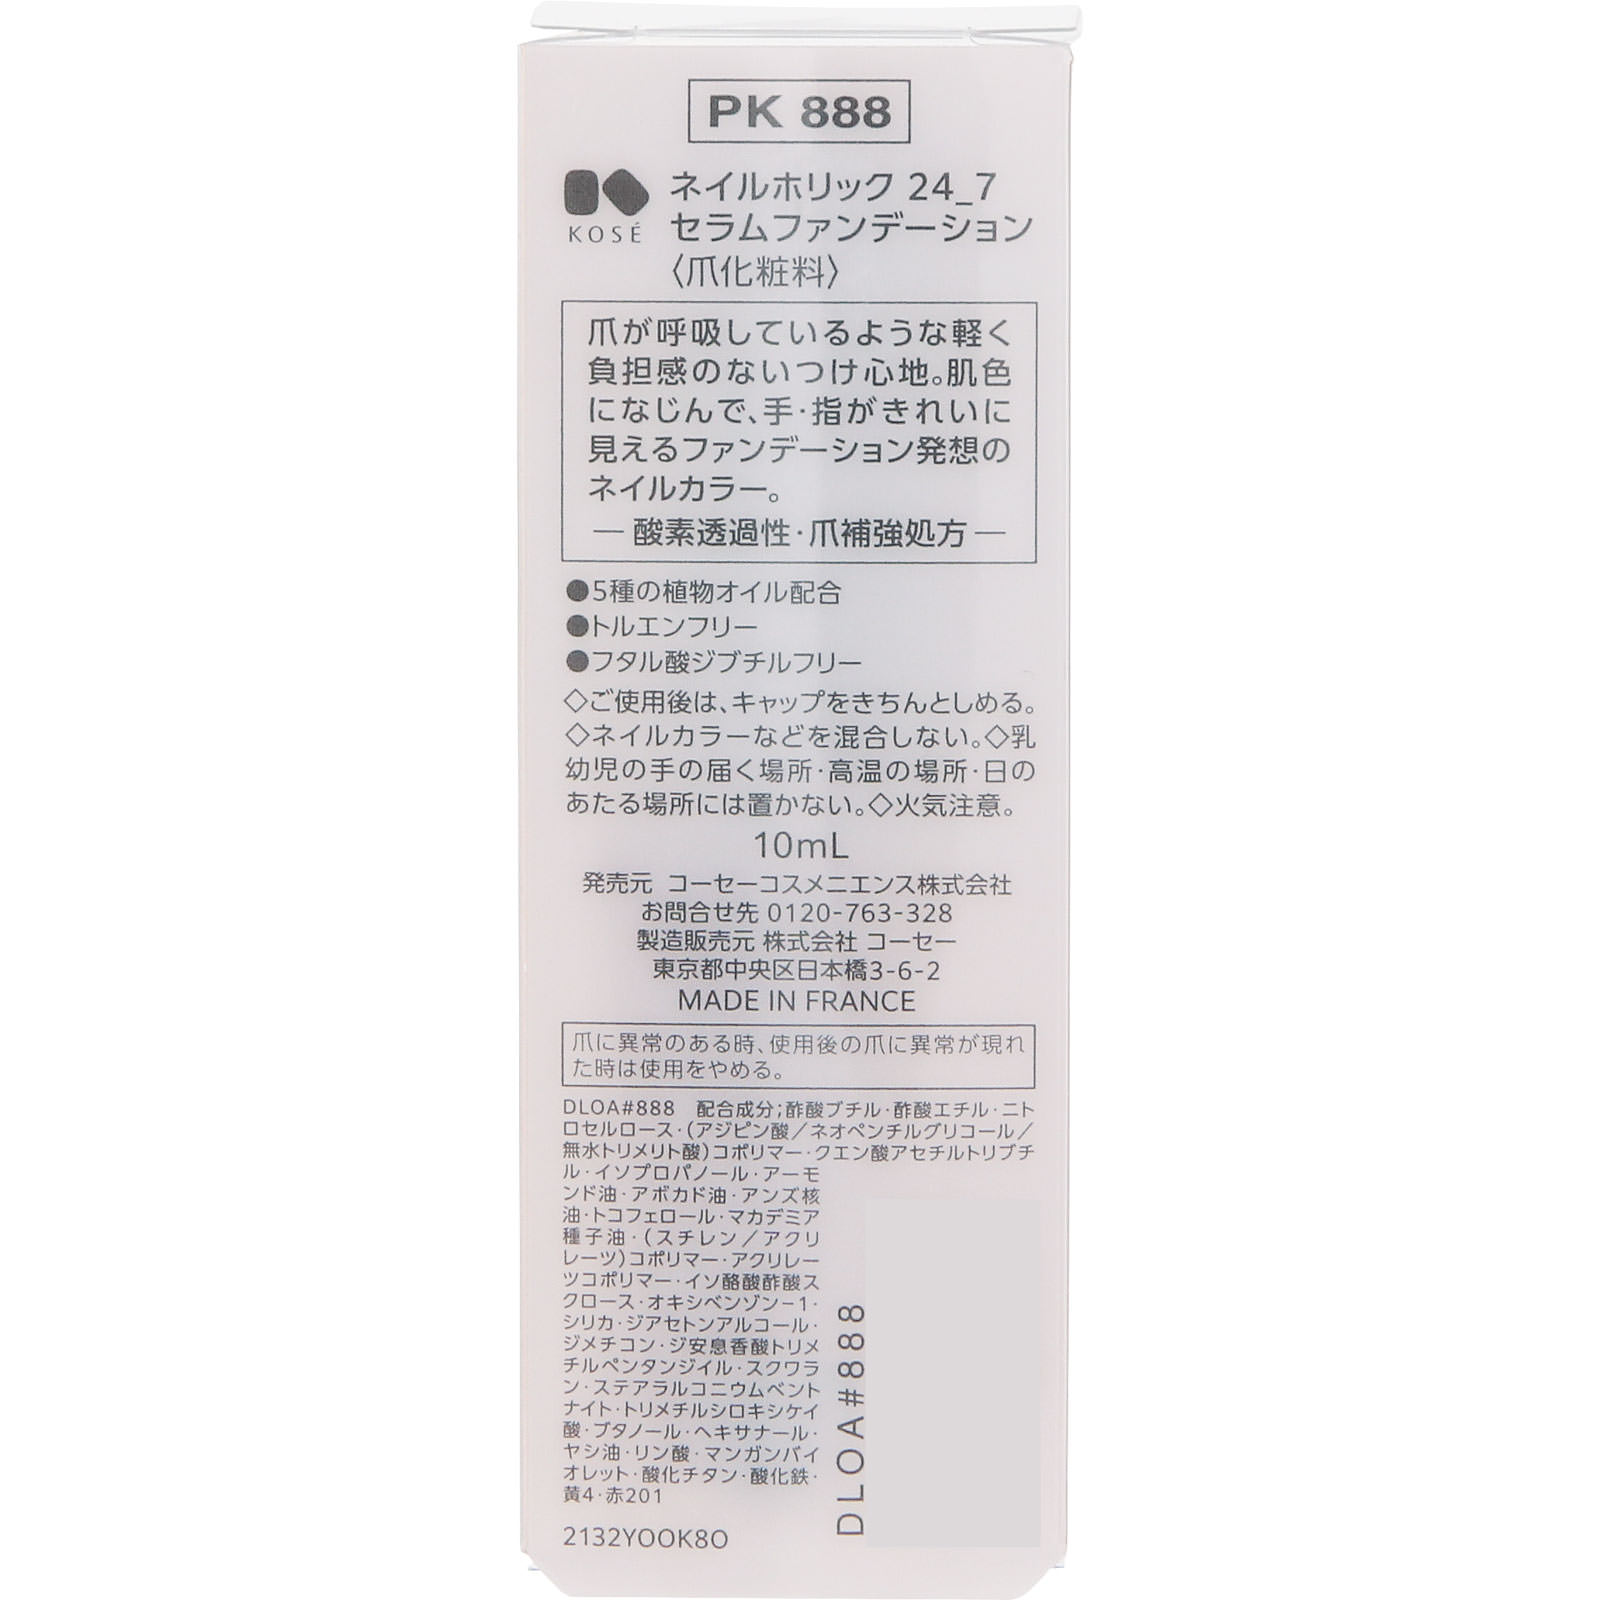 PK 888
ネイルホリック 24_7
KOSÉ
セラムファンデーション
〈爪化粧料〉
爪が呼吸しているような軽く
負担感のないつけ心地。肌色
になじんで、手・指がきれいに
見えるファンデーション発想の
ネイルカラー。
― 酸素透過性・爪補強処方 ―
●5種の植物オイル配合
●トルエンフリー
●フタル酸ジブチルフリー
◇ご使用後は、キャップをきちんとしめる。
◇ネイルカラーなどを混合しない。◇乳
幼児の手の届く場所・高温の場所・日の
あたる場所には置かない。◇火気注意。
10mL
発売元 コーセーコスメニエンス株式会社
お問合せ先 0120-763-328
製造販売元 株式会社 コーセー
東京都中央区日本橋3-6-2
MADE IN FRANCE
爪に異常のある時、使用後の爪に異常が現れ
た時は使用をやめる。
DLOA#888 配合成分；酢酸ブチル・酢酸エチル・ニト
ロセルロース・（アジピン酸／ネオペンチルグリコール／
無水トリメリト酸）コポリマー・クエン酸アセチルトリブチ
ル・イソプロパノール・アーモ
ンド油・アボカド油・アンズ核
油・トコフェロール・マカデミア
種子油・（スチレン／アクリ
レーツ）コポリマー・アクリレー
ツコポリマー・イソ酪酸酢酸ス
クロース・オキシベンゾン-1・
シリカ・ジアセトンアルコール・
ジメチコン・ジ安息香酸トリメ
チルペンタンジイル・スクワラ
ン・ステアラルコニウムベント
ナイト・トリメチルシロキシケイ
酸・ブタノール・ヘキサナール・
ヤシ油・リン酸・マンガンバイ
オレット・酸化チタン・酸化鉄・
黄4・赤201
DLOA#888
2132YOOK8O